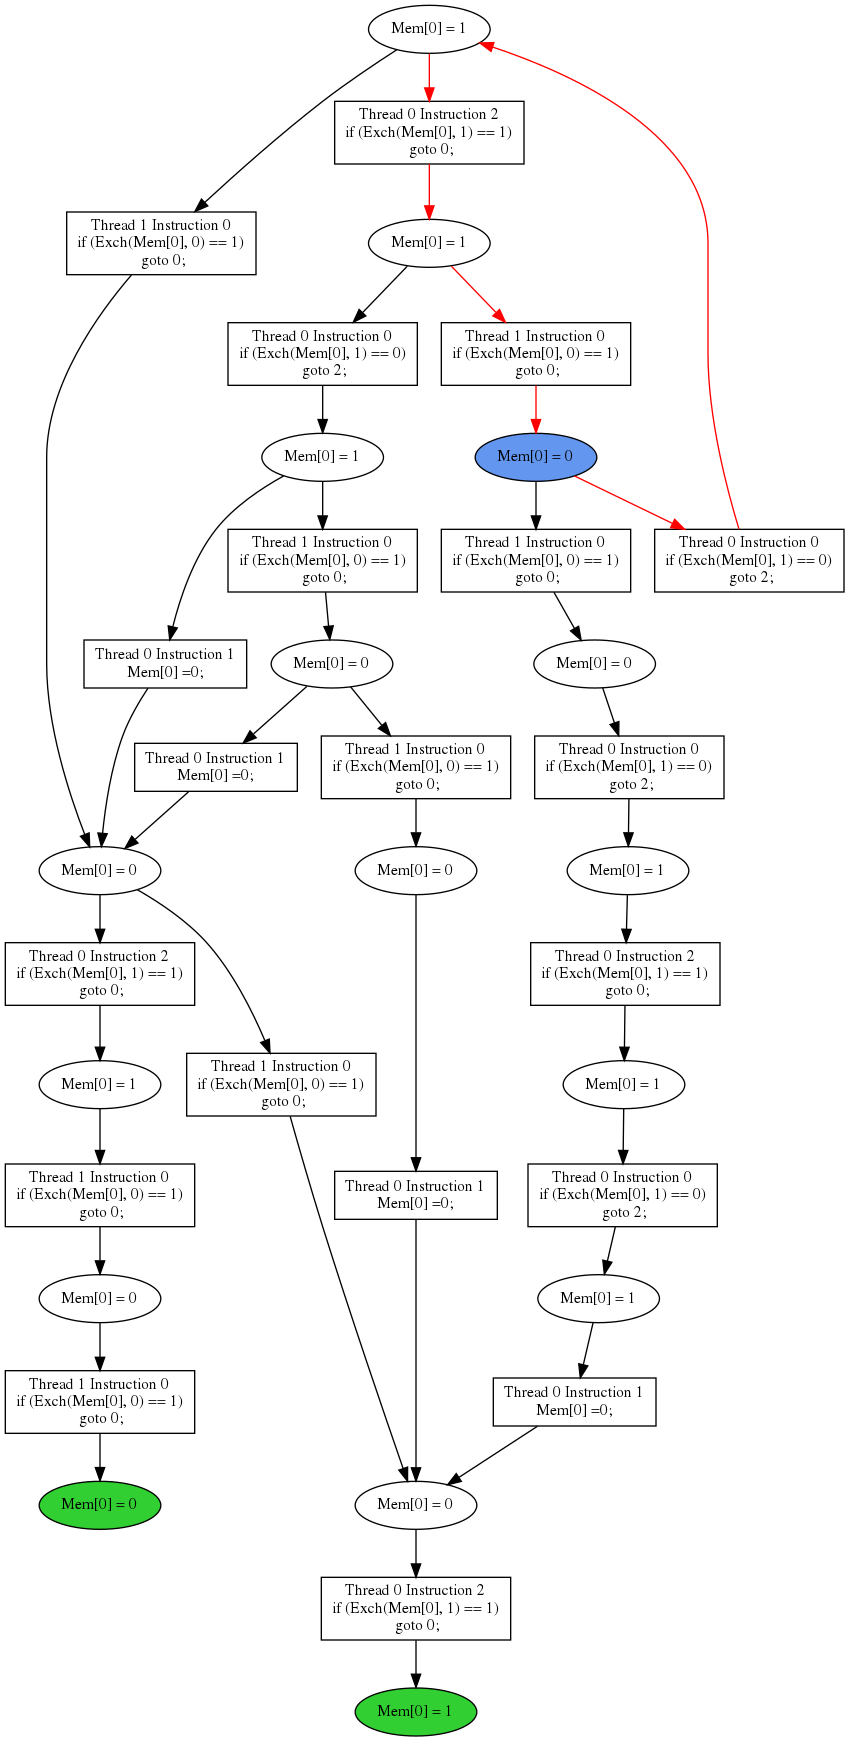 Mem[0] = 1
Thread 0 Instruction 2
if (Exch(Mem[0], 1) == 1)
goto 0;
Thread 1 Instruction 0
if (Exch(Mem[0], 0) == 1)
goto 0;
Mem[0] = 1
Thread 0 Instruction 0
if (Exch(Mem[0], 1) == 0)
goto 2;
Thread 1 Instruction 0
if (Exch(Mem[0], 0) == 1)
goto 0;
Mem[0] = 1
Mem[0] = 0
Thread 1 Instruction 0
if (Exch(Mem[0], 0) == 1)
goto 0;
Thread 1 Instruction 0
if (Exch(Mem[0], 0) == 1)
goto 0;
Thread 0 Instruction 0
if (Exch(Mem[0], 1) == 0)
goto 2;
Thread 0 Instruction 1
Mem[0] =0;
Mem[0] = 0
Mem[0] = 0
Thread 0 Instruction 1
Mem[0] =0;
Thread 1 Instruction 0
if (Exch(Mem[0], 0) == 1)
goto 0;
Thread 0 Instruction 0
if (Exch(Mem[0], 1) == 0)
goto 2;
Mem[0] = 0
Mem[0] = 0
Mem[0] = 1
Thread 0 Instruction 2
if (Exch(Mem[0], 1) == 1)
goto 0;
Thread 0 Instruction 2
if (Exch(Mem[0], 1) == 1)
goto 0;
Mem[0] = 1
Thread 1 Instruction 0
if (Exch(Mem[0], 0) == 1)
goto 0;
Mem[0] = 1
Thread 1 Instruction 0
if (Exch(Mem[0], 0) == 1)
goto 0;
Thread 0 Instruction 1
Mem[0] =0;
Thread 0 Instruction 0
if (Exch(Mem[0], 1) == 0)
goto 2;
Mem[0] = 0
Mem[0] = 1
Thread 1 Instruction 0
if (Exch(Mem[0], 0) == 1)
goto 0;
Thread 0 Instruction 1
Mem[0] =0;
Mem[0] = 0
Mem[0] = 0
Thread 0 Instruction 2
if (Exch(Mem[0], 1) == 1)
goto 0;
Mem[0] = 1